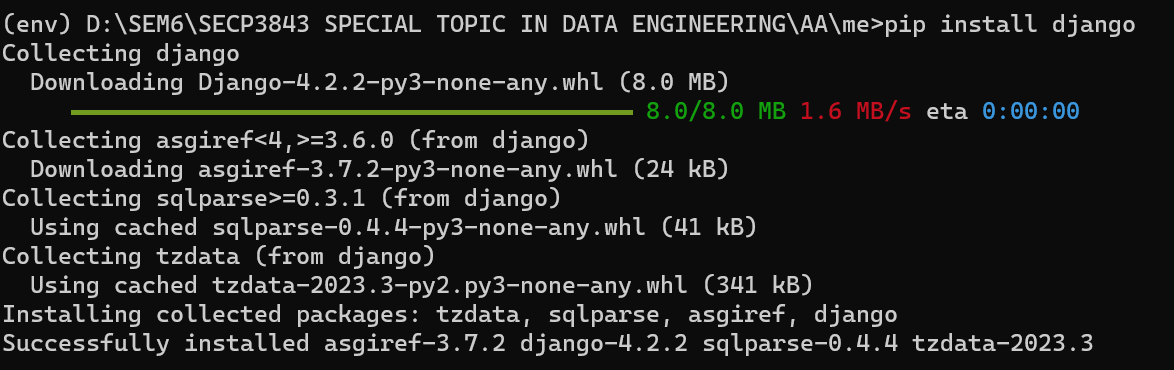 (env) D:\SEM6\SECP3843 SPECIAL TOPIC IN DATA ENGINEERING\AA\me>pip install django
Collecting django
  Downloading Django-4.2.2-py3-none-any.whl (8.0 MB)
8.0/8.0 MB 1.6 MB/s eta 0:00:00
Collecting asgiref<4,>=3.6.0 (from django)
  Downloading asgiref-3.7.2-py3-none-any.whl (24 kB)
Collecting sqlparse>=0.3.1 (from django)
  Using cached sqlparse-0.4.4-py3-none-any.whl (41 kB)
Collecting tzdata (from django)
  Using cached tzdata-2023.3-py2.py3-none-any.whl (341 kB)
Installing collected packages: tzdata, sqlparse, asgiref, django
Successfully installed asgiref-3.7.2 django-4.2.2 sqlparse-0.4.4 tzdata-2023.3